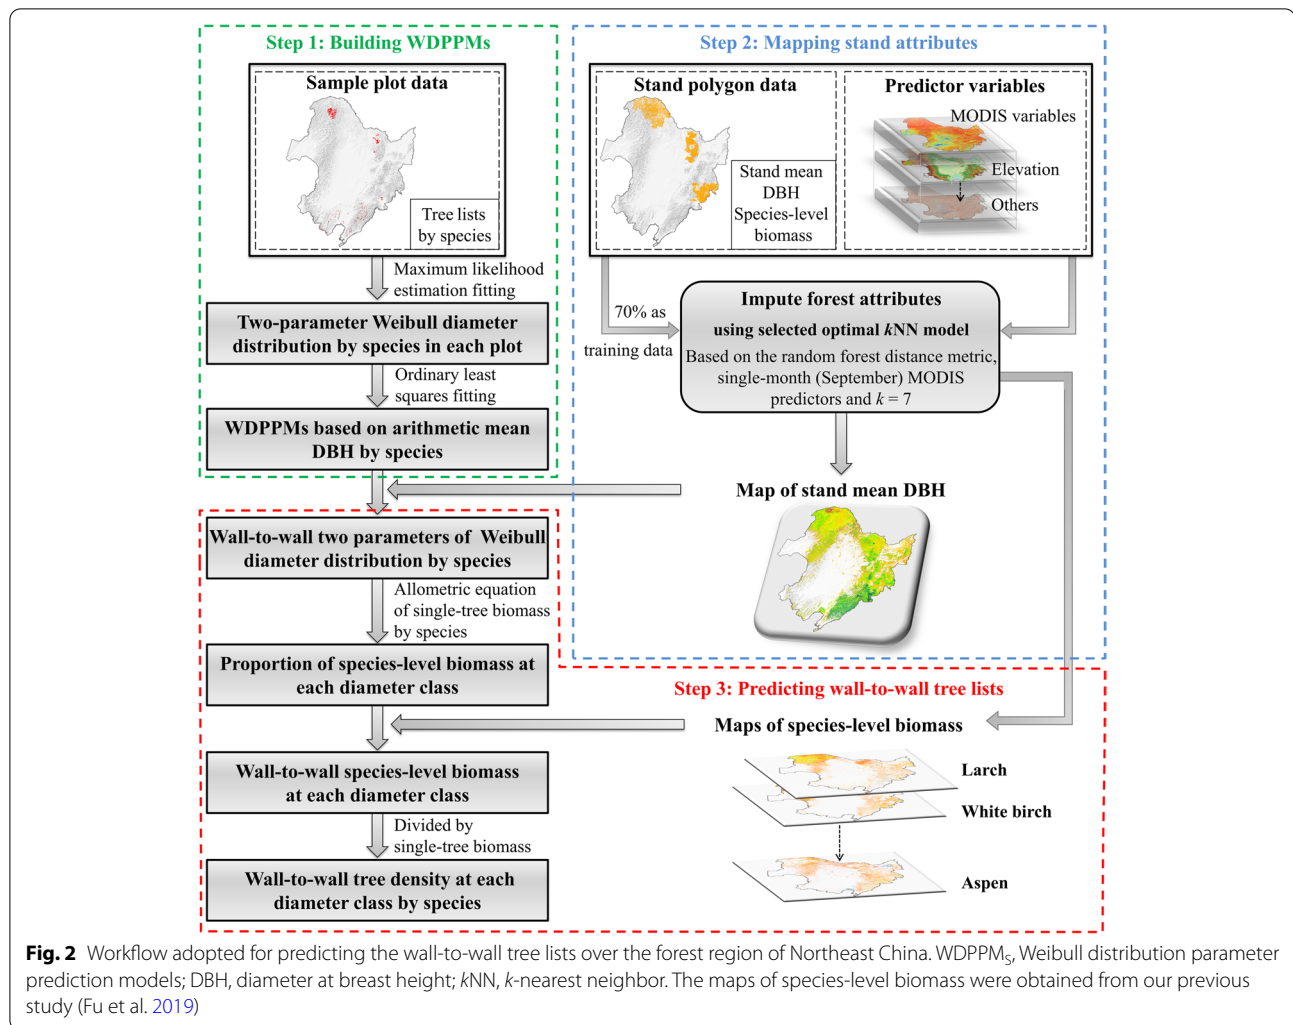 Step 1: Building WDPPMs
Sample plot data
Tree lists
by species
Maximum likelihood
estimation fitting
Two-parameter Weibull diameter
distribution by species in each plot
Ordinary least
squares fitting
WDPPMs based on arithmetic mean
DBH by species
Step 2: Mapping stand attributes
Stand polygon data
Stand mean
DBH
Species-level
biomass
Predictor variables
MODIS variables
Elevation
Others
70% as
training data
Impute forest attributes
using selected optimal kNN model
Based on the random forest distance metric,
single-month (September) MODIS
predictors and k = 7
Map of stand mean DBH
Wall-to-wall two parameters of Weibull
diameter distribution by species
Allometric equation
of single-tree biomass
by species
Proportion of species-level biomass at
each diameter class
Step 3: Predicting wall-to-wall tree lists
Maps of species-level biomass
Larch
White birch
Aspen
Wall-to-wall species-level biomass
at each diameter class
Divided by
single-tree biomass
Wall-to-wall tree density at each
diameter class by species
Fig. 2 Workflow adopted for predicting the wall-to-wall tree lists over the forest region of Northeast China. WDPPMS, Weibull distribution parameter
prediction models; DBH, diameter at breast height; kNN, k-nearest neighbor. The maps of species-level biomass were obtained from our previous
study (Fu et al. 2019)